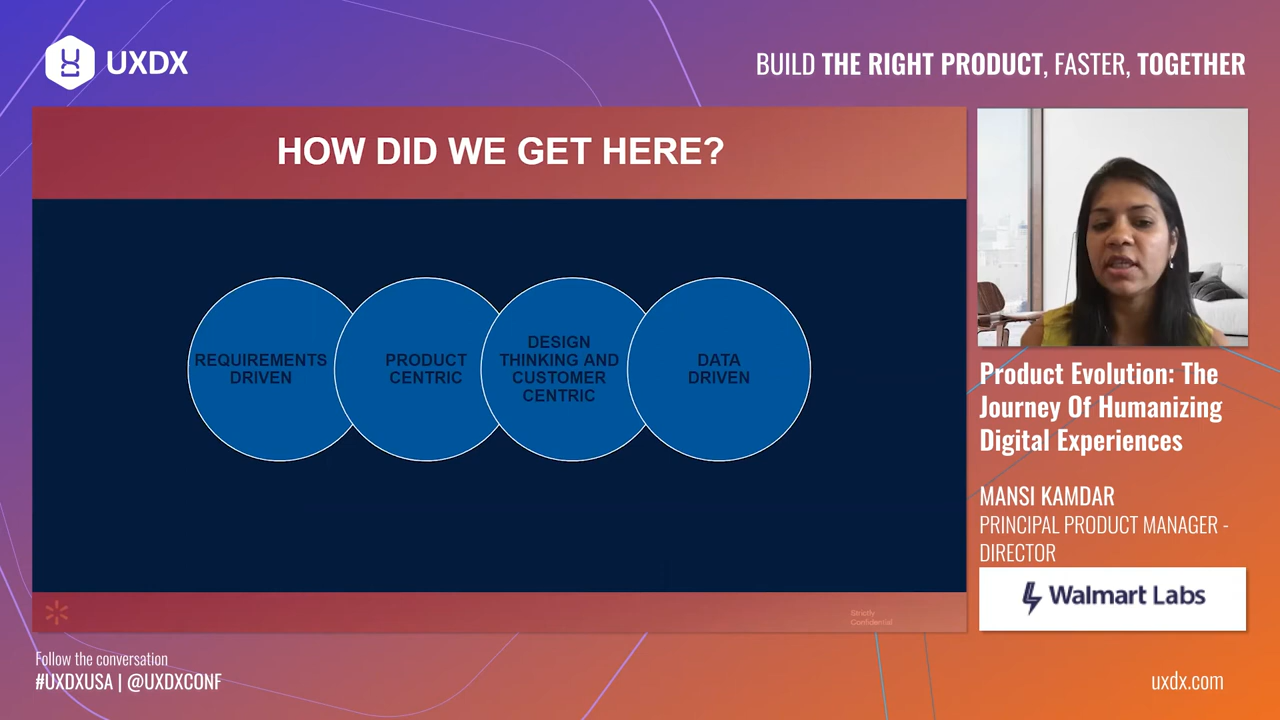 UXDX
BUILD THE RIGHT PRODUCT, FASTER, TOGETHER
HOW DID WE GET HERE?
REQUIREMENTS
DRIVEN
PRODUCT
CENTRIC
DESIGN
THINKING AND
CUSTOMER
CENTRIC
DATA
DRIVEN
Strictly
Confidential
Product Evolution: The
Journey Of Humanizing
Digital Experiences
MANSI KAMDAR
PRINCIPAL PRODUCT MANAGER -
DIRECTOR
Walmart Labs
Follow the conversation
#UXDXUSA | @UXDXCONF
uxdx.com